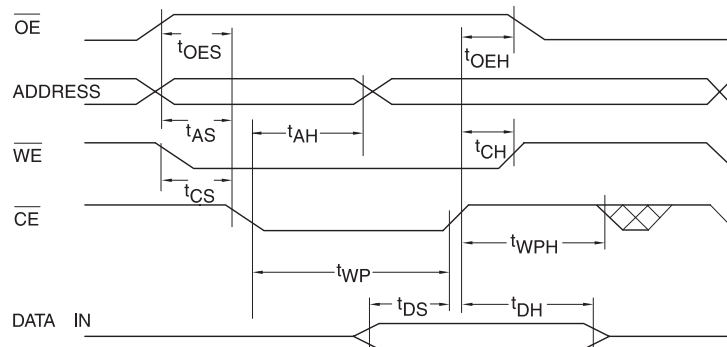 OE
tOES
tOEH
ADDRESS
tAS
tAH
WE
tCH
tCS
CE
tWPH
tWP
tDS
tDH
DATA IN